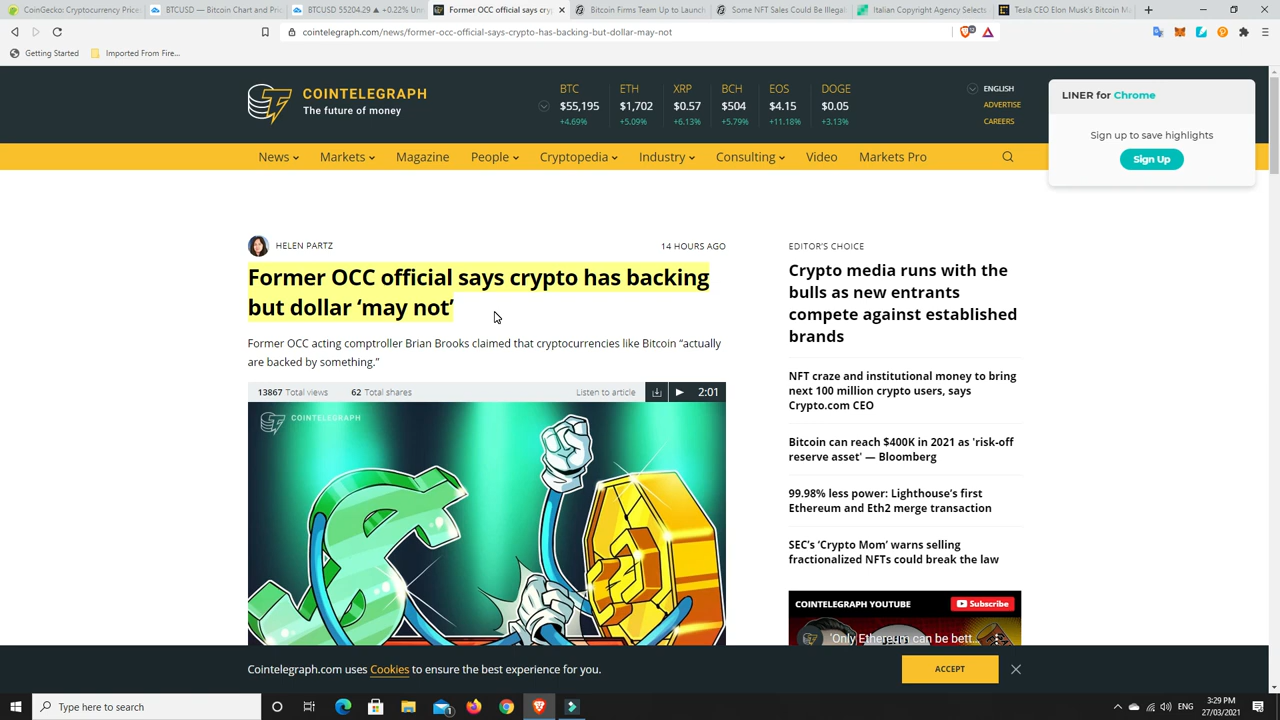 CoinGecko: Cryptocurrency Prices
BTCUSD — Bitcoin Chart and Pric
BTCUSD 55204.29 ▲ +0.22% Unn
Former OCC official says cryp
Bitcoin Firms Team Up to Launch
Some NFT Sales Could Be Illegal
Italian Copyright Agency Selects
Tesla CEO Elon Musk's Bitcoin M
cointelegraph.com/news/former-occ-official-says-crypto-has-backing-but-dollar-may-not
Getting Started
Imported From Fire...
COINTELEGRAPH
The future of money
BTC ETH XRP BCH EOS DOGE
$55,195 $1,702 $0.57 $504 $4.15 $0.05
+4.69% +5.09% +6.13% +5.79% +11.18% +3.13%
ENGLISH
ADVERTISE
CAREERS
LINER for Chrome
Sign up to save highlights
Sign Up
News Markets Magazine People Cryptopedia Industry Consulting Video Markets Pro
HELEN PARTZ
14 HOURS AGO
Former OCC official says crypto has backing
but dollar ‘may not’
Former OCC acting comptroller Brian Brooks claimed that cryptocurrencies like Bitcoin “actually
are backed by something.”
13867 Total views 62 Total shares
Listen to article 2:01
COINTELEGRAPH
EDITOR'S CHOICE
Crypto media runs with the
bulls as new entrants
compete against established
brands
NFT craze and institutional money to bring
next 100 million crypto users, says
Crypto.com CEO
Bitcoin can reach $400K in 2021 as 'risk-off
reserve asset' — Bloomberg
99.98% less power: Lighthouse’s first
Ethereum and Eth2 merge transaction
SEC’s ‘Crypto Mom’ warns selling
fractionalized NFTs could break the law
COINTELEGRAPH YOUTUBE
Subscribe
'Only Ethereum can be bett...
Cointelegraph.com uses Cookies to ensure the best experience for you.
ACCEPT
Type here to search
ENG
3:29 PM
27/03/2021